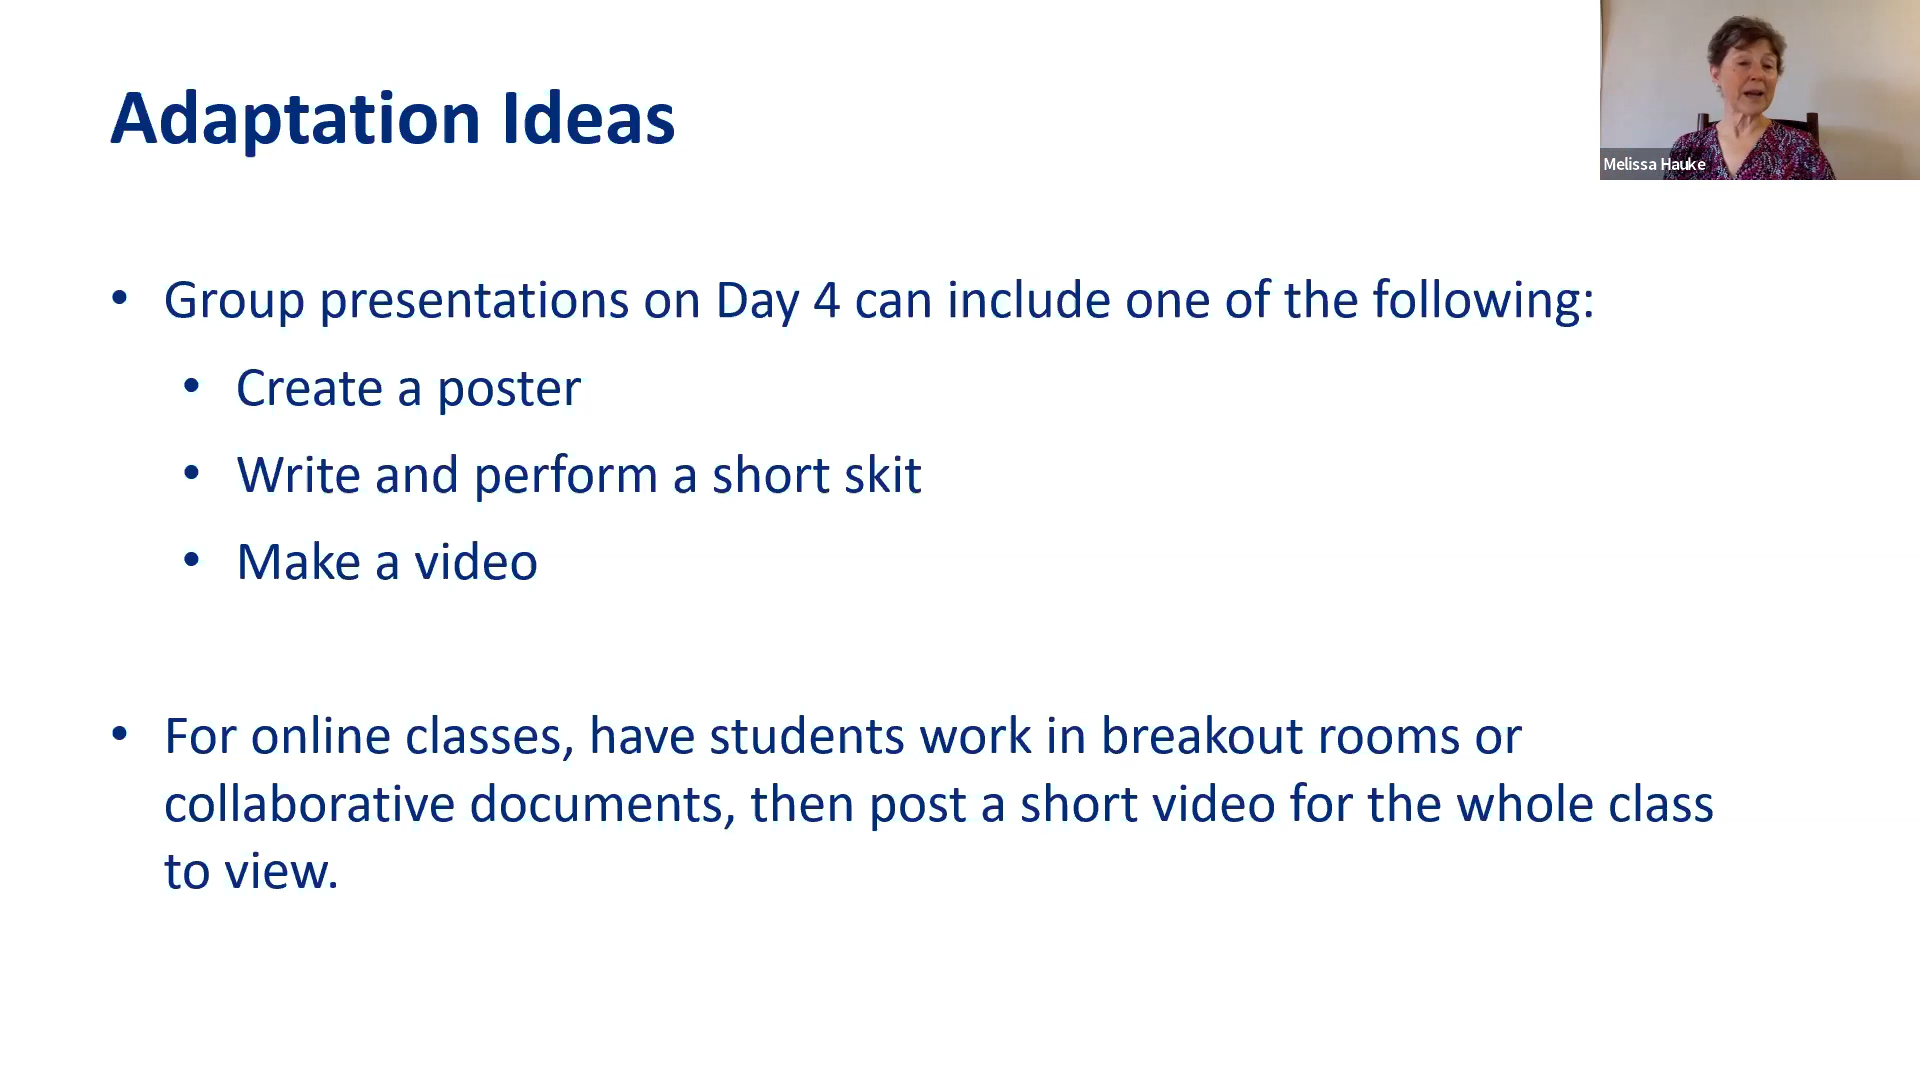 Adaptation Ideas
Melissa Hauke
• Group presentations on Day 4 can include one of the following:
• Create a poster
• Write and perform a short skit
• Make a video
• For online classes, have students work in breakout rooms or
collaborative documents, then post a short video for the whole class
to view.